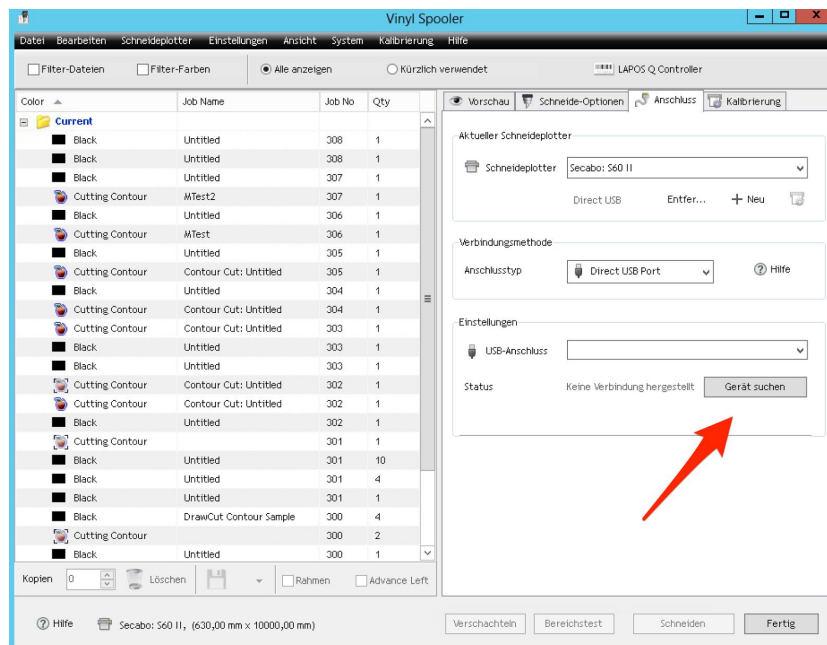 Vinyl Spooler
Datei Bearbeiten Schneideplotter Einstellungen Ansicht System Kalibrierung Hilfe
Filter-Dateien Filter-Farben Alle anzeigen Kürzlich verwendet LAPOS Q Controller
Color Job Name Job No Qty
Current
Black Untitled 308 1
Black Untitled 308 1
Black Untitled 307 1
Cutting Contour MTest2 307 1
Black Untitled 306 1
Cutting Contour MTest 306 1
Black Untitled 305 1
Cutting Contour Contour Cut: Untitled 305 1
Black Untitled 304 1
Cutting Contour Contour Cut: Untitled 304 1
Cutting Contour Contour Cut: Untitled 303 1
Black Untitled 303 1
Black Untitled 303 1
Cutting Contour Contour Cut: Untitled 302 1
Cutting Contour Contour Cut: Untitled 302 1
Black Untitled 302 1
Cutting Contour 301 1
Black Untitled 301 10
Black Untitled 301 4
Black Untitled 301 1
Black DrawCut Contour Sample 300 4
Cutting Contour 300 2
Black Untitled 300 1
Kopien 0 Löschen Rahmen Advance Left
Vorschau Schneide-Optionen Anschluss Kalibrierung
Aktueller Schneideplotter
Schneideplotter Secabo: S60 II
Direct USB Entfer... Neu
Verbindungsmethode
Anschlusstyp Direct USB Port Hilfe
Einstellungen
USB-Anschluss
Status Keine Verbindung hergestellt Gerät suchen
Hilfe Secabo: S60 II, (630,00 mm x 10000,00 mm) Verschachteln Bereichstest Schneiden Fertig